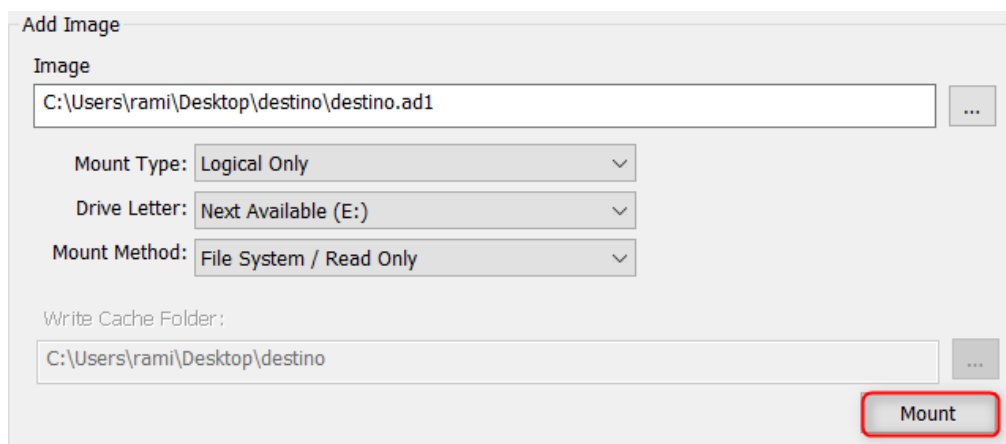 Add Image
Image
C:\Users\rami\Desktop\destino\destino.ad1
...
Mount Type: Logical Only
Drive Letter: Next Available (E:)
Mount Method: File System / Read Only
Write Cache Folder:
C:\Users\rami\Desktop\destino
...
Mount